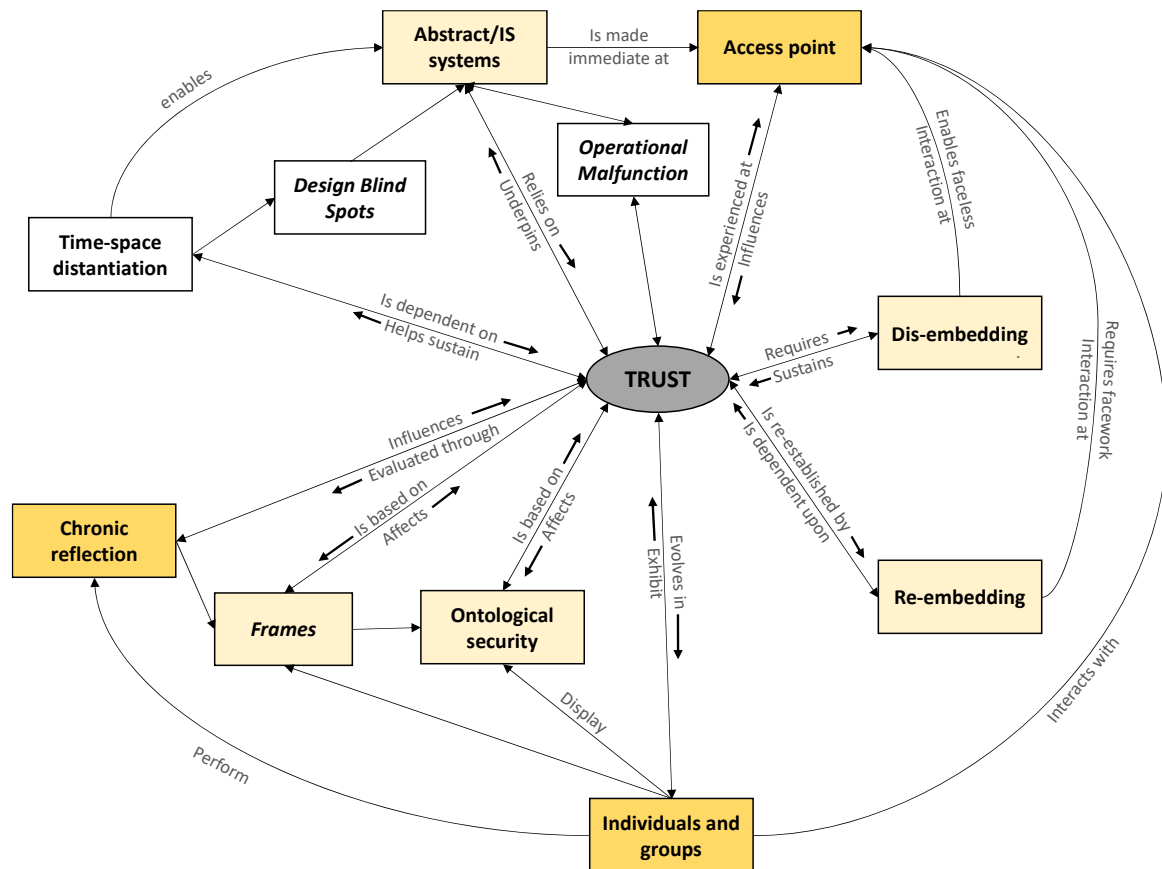 Abstract/IS
systems
Is made
immediate at
Access point
enables
Operational
Malfunction
Design Blind
Spots
Time-space
distantiation
Relies on
Underpins
Is experienced at
Influences
Enables faceless
Interaction at
Is dependent on
Helps sustain
Requires
Sustains
Dis-embedding
.
TRUST
Requires facework
Interaction at
Influences
Evaluated through
Is re-established by
Is dependent upon
Is based on
Affects
Is based on
Affects
Evolves in
Exhibit
Chronic
reflection
Frames
Ontological
security
Re-embedding
Display
Interacts with
Perform
Individuals and
groups